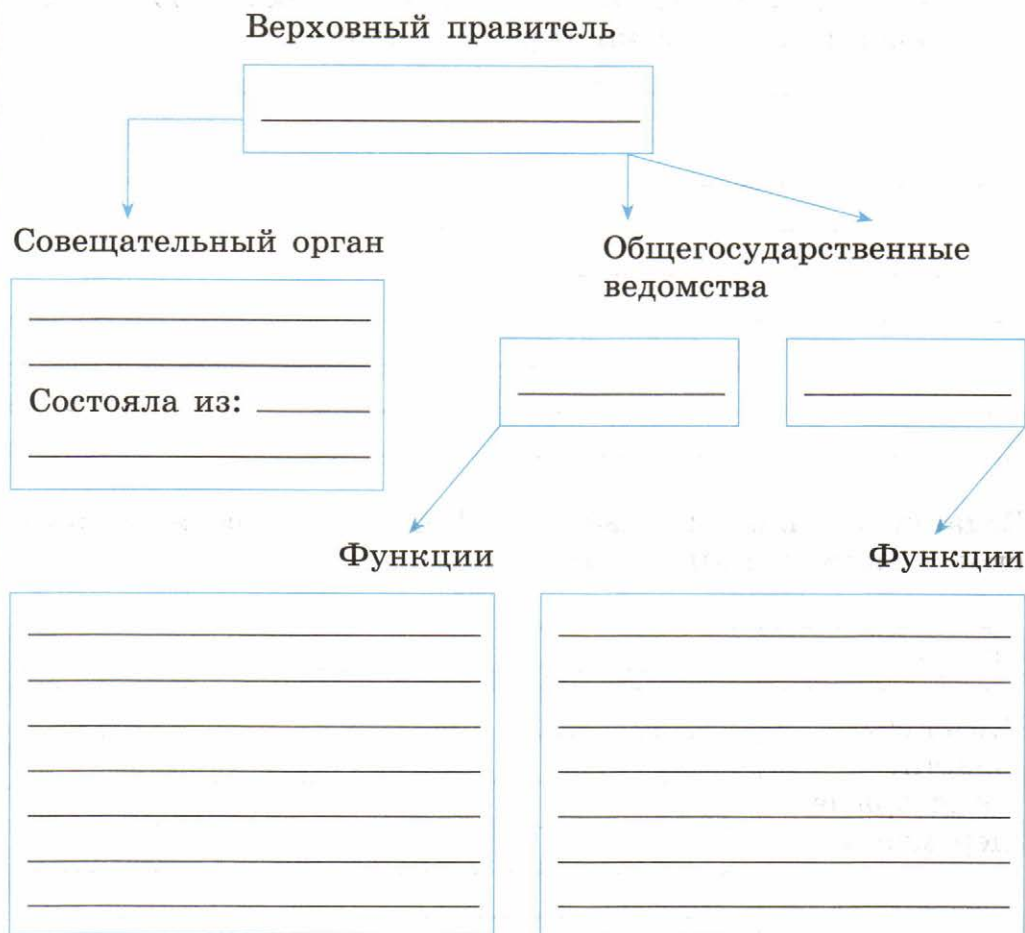 Верховный правитель
Совещательный орган
Общегосударственные
ведомства
Состояла из:
Функции
Функции